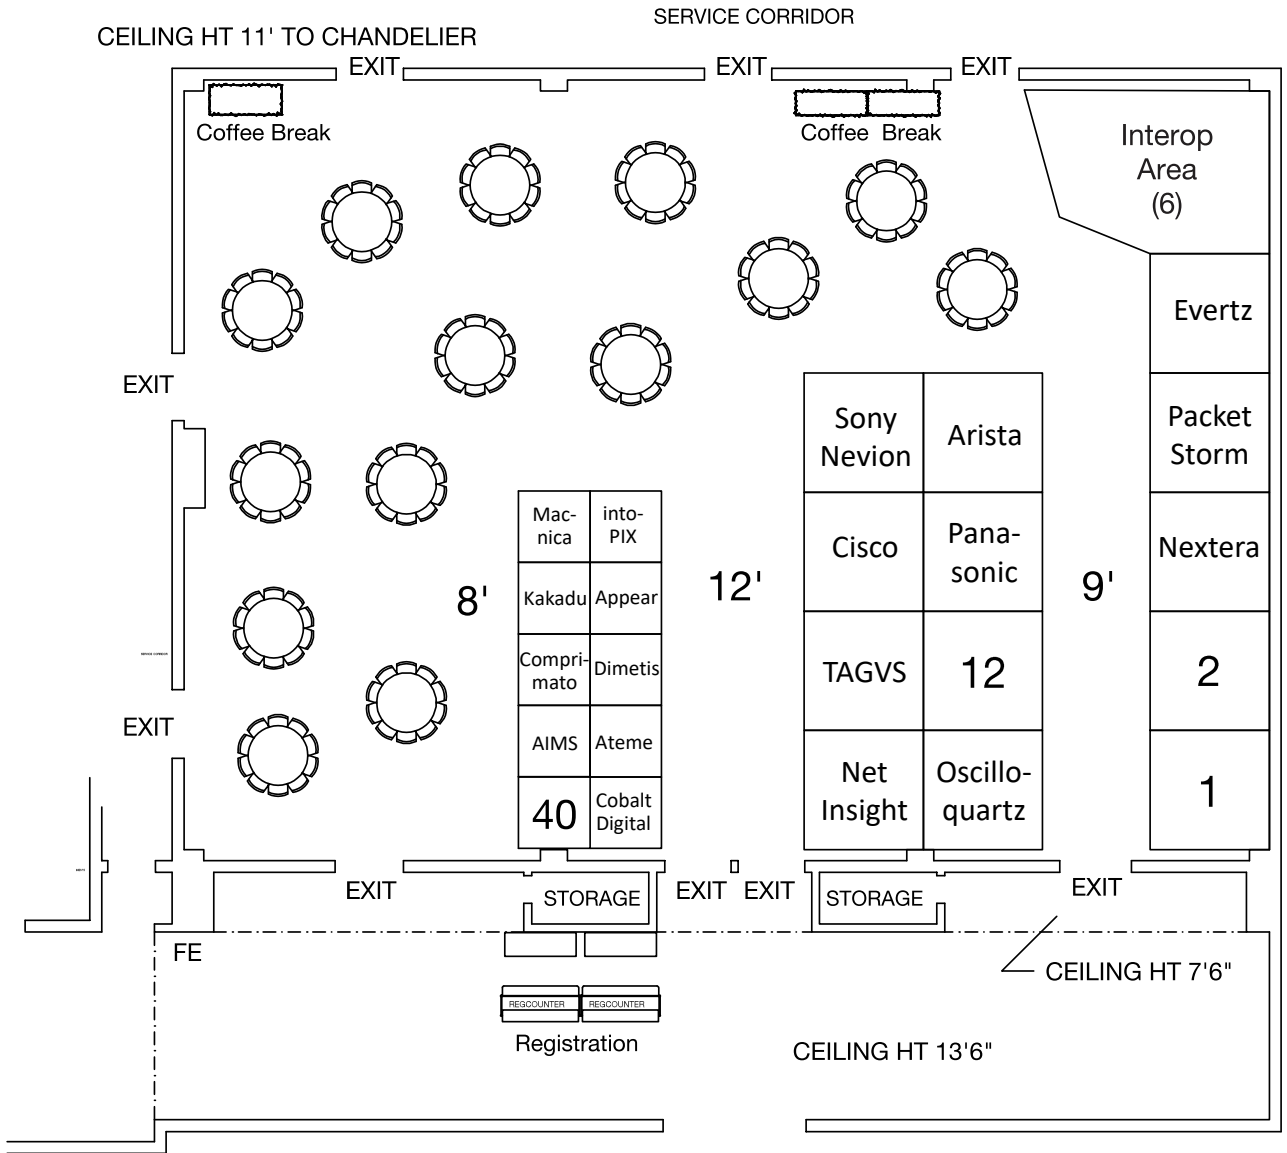 SERVICE CORRIDOR
CEILING HT 11' TO CHANDELIER
EXIT
EXIT
EXIT
Coffee Break
Coffee Break
Interop
Area
(6)
Evertz
EXIT
Sony
Nevion
Arista
Packet
Storm
Mac-
nica
into-
PIX
Cisco
Pana-
sonic
Nextera
8'
12'
9'
Kakadu
Appear
SERVICE CORRIDOR
Compri-
mato
Dimetis
TAGVS
12
2
EXIT
AIMS
Ateme
Net
Insight
Oscillo-
quartz
1
40
Cobalt
Digital
EXIT
EXIT
EXIT
EXIT
STORAGE
STORAGE
FE
CEILING HT 7'6"
REGCOUNTER
REGCOUNTER
Registration
CEILING HT 13'6"